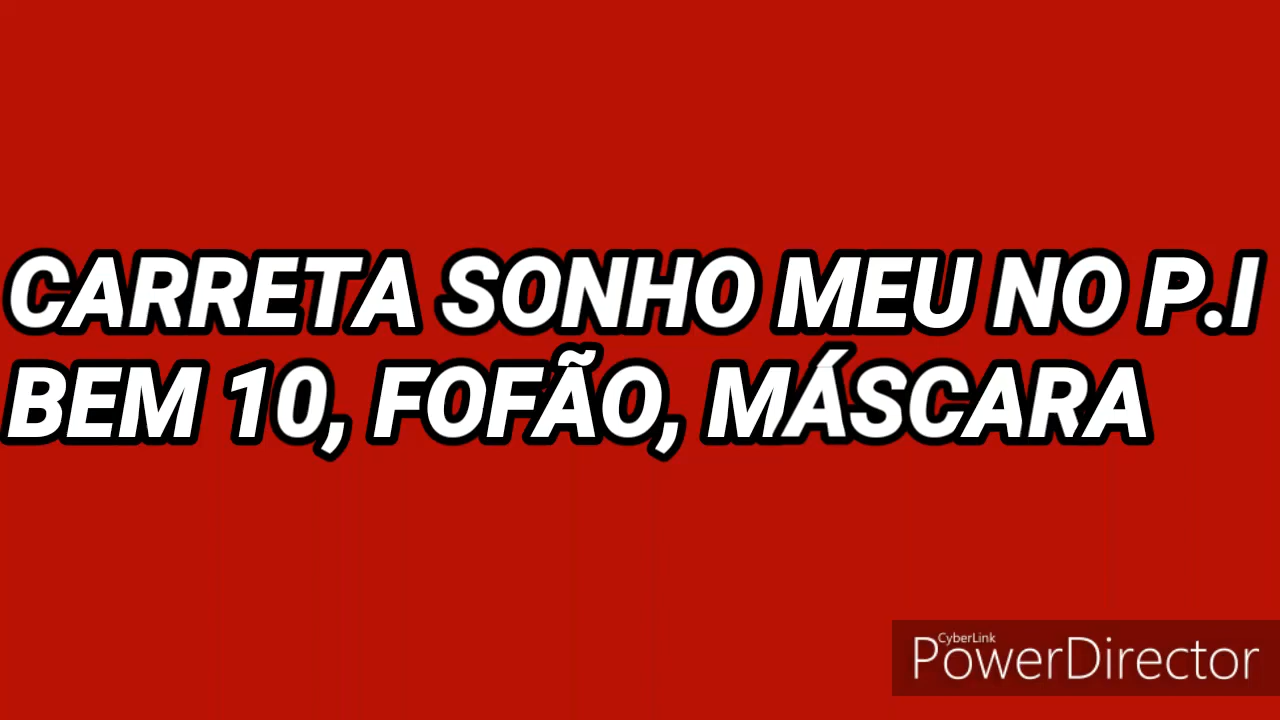 CARRETA SONHO MEU NO P.I
BEM 10, FOFÃO, MÁSCARA
CyberLink
PowerDirector